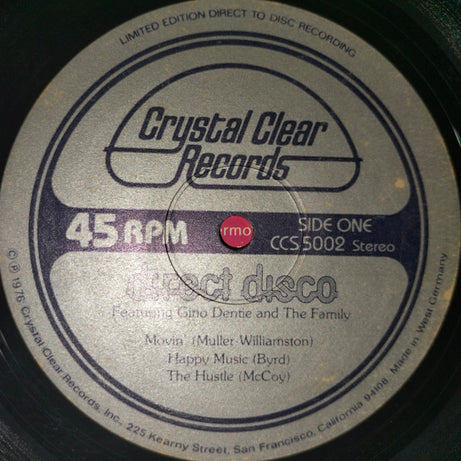 LIMITED EDITION DIRECT TO DISC RECORDING
Crystal Clear
Records
45 RPM
rmo
SIDE ONE
CCS 5002 Stereo
direct disco
Featuring Gino Dentie and The Family
Movin' (Muller-Williamston)
Happy Music (Byrd)
The Hustle (McCoy)
© ℗ 1976 Crystal Clear Records, Inc., 225 Kearny Street, San Francisco, California 94108. Made in West Germany